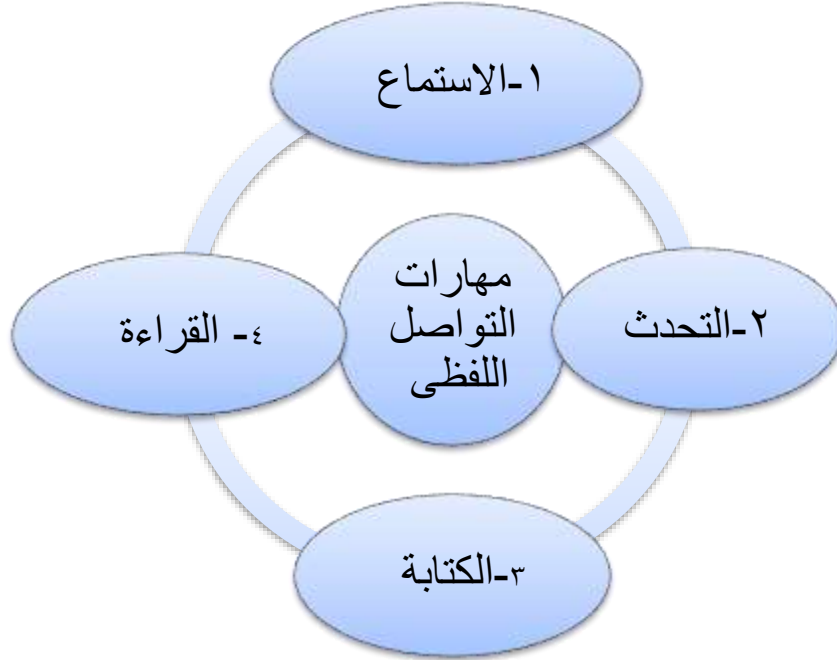 ١-الاستماع
مهارات
التواصل
اللفظى
٢-التحدث
٣-الكتابة
٤- القراءة